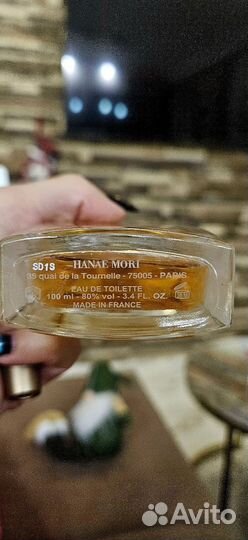 SD1S HANAE MORI
35 quai de la Tournelle - 75005 - PARIS
EAU DE TOILETTE
100 ml - 80% vol - 3.4 FL. OZ.
MADE IN FRANCE
Avito